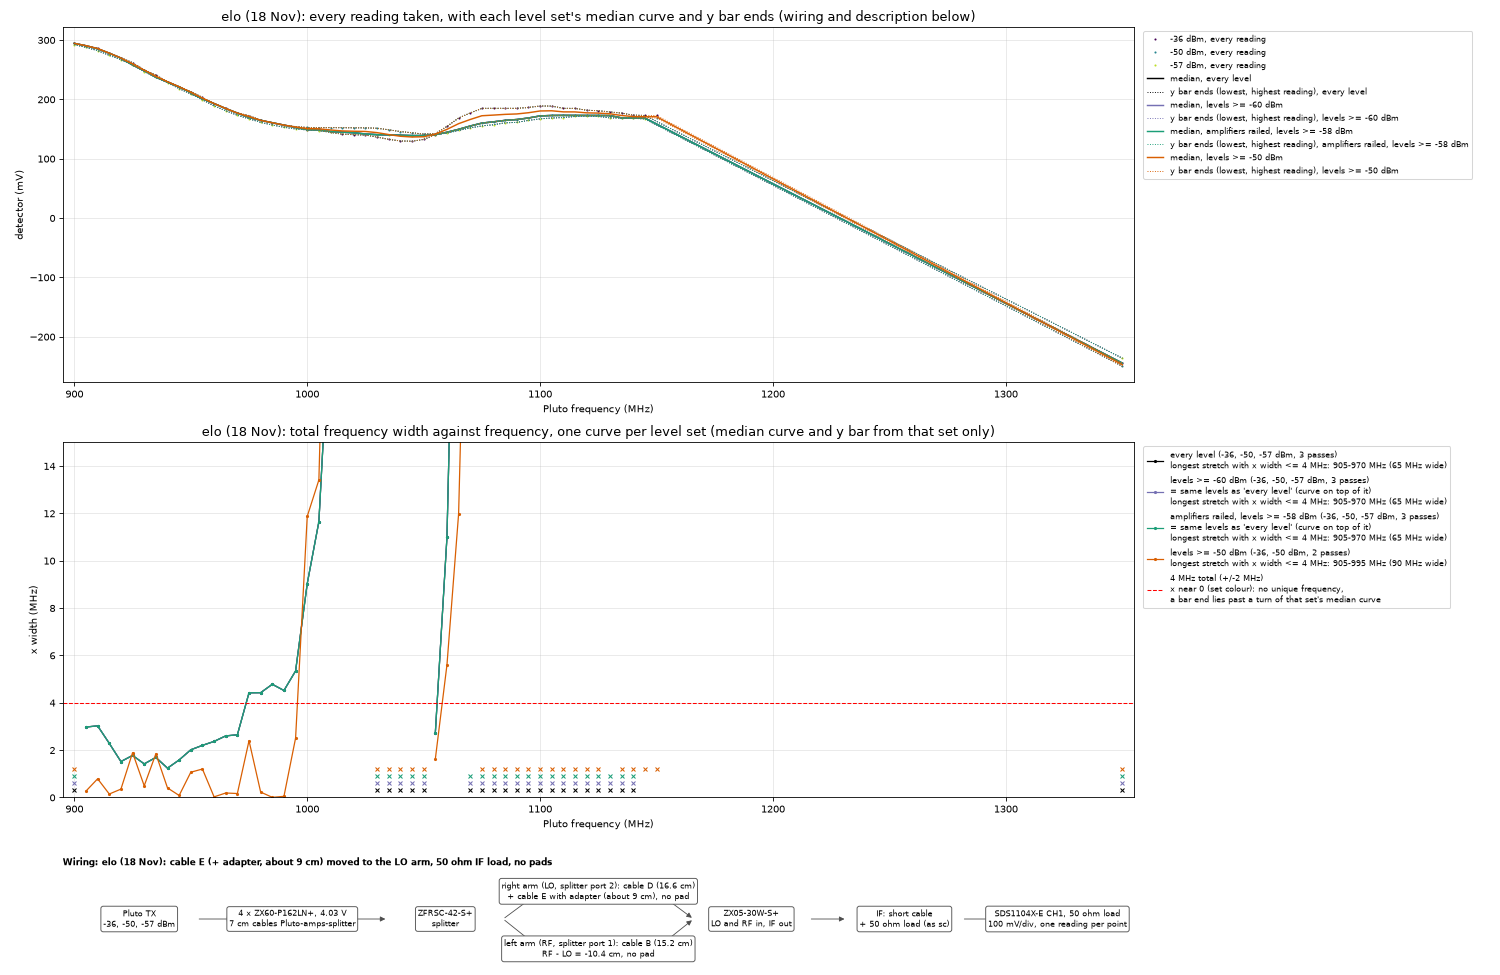 elo (18 Nov): every reading taken, with each level set's median curve and y bar ends (wiring and description below)
300
200
100
0
−100
−200
detector (mV)
900
1000
1100
1200
1300
Pluto frequency (MHz)
-36 dBm, every reading
-50 dBm, every reading
-57 dBm, every reading
median, every level
y bar ends (lowest, highest reading), every level
median, levels >= -60 dBm
y bar ends (lowest, highest reading), levels >= -60 dBm
median, amplifiers railed, levels >= -58 dBm
y bar ends (lowest, highest reading), amplifiers railed, levels >= -58 dBm
median, levels >= -50 dBm
y bar ends (lowest, highest reading), levels >= -50 dBm
elo (18 Nov): total frequency width against frequency, one curve per level set (median curve and y bar from that set only)
14
12
10
8
6
4
2
0
x width (MHz)
900
1000
1100
1200
1300
Pluto frequency (MHz)
every level (-36, -50, -57 dBm, 3 passes)
longest stretch with x width <= 4 MHz: 905-970 MHz (65 MHz wide)
levels >= -60 dBm (-36, -50, -57 dBm, 3 passes)
= same levels as 'every level' (curve on top of it)
longest stretch with x width <= 4 MHz: 905-970 MHz (65 MHz wide)
amplifiers railed, levels >= -58 dBm (-36, -50, -57 dBm, 3 passes)
= same levels as 'every level' (curve on top of it)
longest stretch with x width <= 4 MHz: 905-970 MHz (65 MHz wide)
levels >= -50 dBm (-36, -50 dBm, 2 passes)
longest stretch with x width <= 4 MHz: 905-995 MHz (90 MHz wide)
4 MHz total (+/-2 MHz)
x near 0 (set colour): no unique frequency,
a bar end lies past a turn of that set's median curve
Wiring: elo (18 Nov): cable E (+ adapter, about 9 cm) moved to the LO arm, 50 ohm IF load, no pads
Pluto TX
-36, -50, -57 dBm
4 x ZX60-P162LN+, 4.03 V
7 cm cables Pluto-amps-splitter
ZFRSC-42-S+
splitter
right arm (LO, splitter port 2): cable D (16.6 cm)
+ cable E with adapter (about 9 cm), no pad
left arm (RF, splitter port 1): cable B (15.2 cm)
RF - LO = -10.4 cm, no pad
ZX05-30W-S+
LO and RF in, IF out
IF: short cable
+ 50 ohm load (as sc)
SDS1104X-E CH1, 50 ohm load
100 mV/div, one reading per point